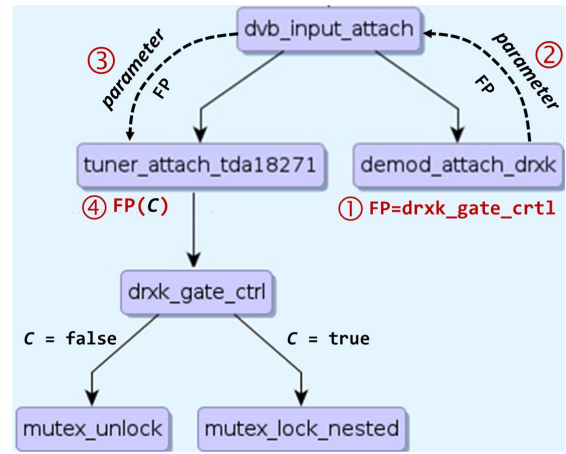 dvb_input_attach
③
parameter
FP
②
parameter
FP
tuner_attach_tda18271
demod_attach_drxk
④ FP(C)
① FP=drxk_gate_crtl
drxk_gate_ctrl
C = false
C = true
mutex_unlock
mutex_lock_nested